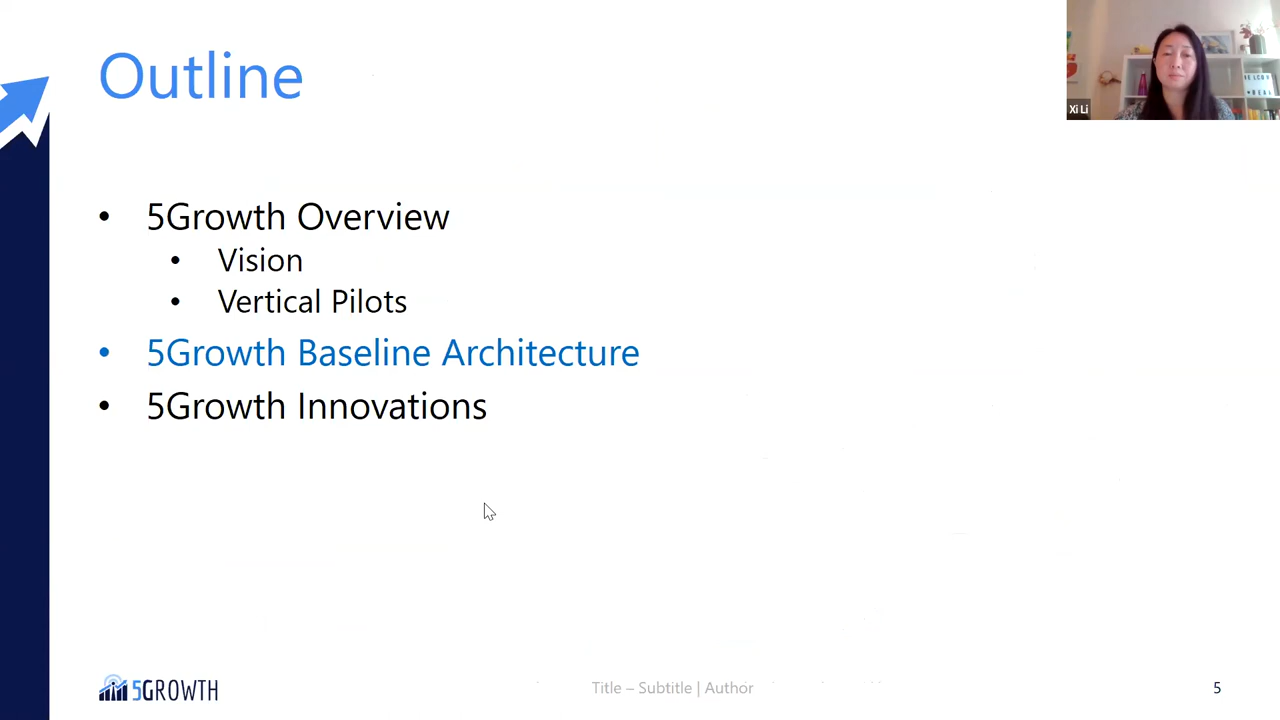 Outline
Xi Li
5Growth Overview
Vision
Vertical Pilots
5Growth Baseline Architecture
5Growth Innovations
5GROWTH
Title – Subtitle | Author
5